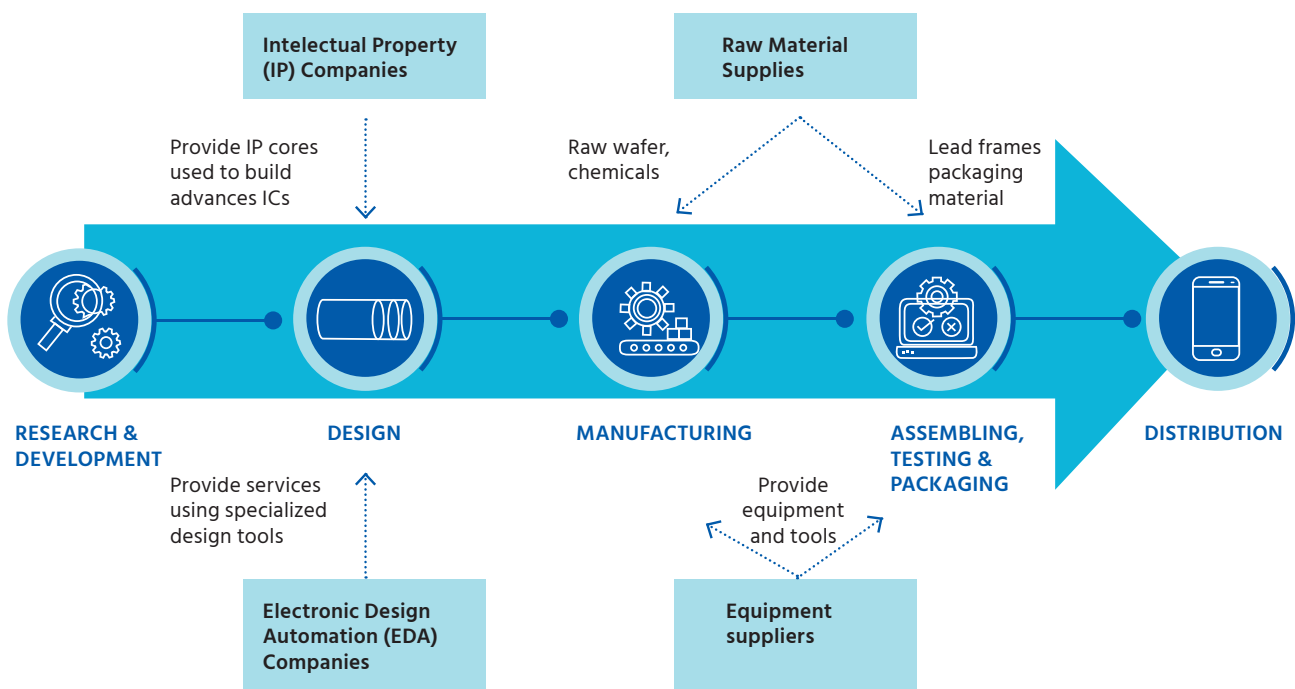 Intelectual Property
(IP) Companies
Raw Material
Supplies
Provide IP cores
used to build
advances ICs
Raw wafer,
chemicals
Lead frames
packaging
material
RESEARCH &
DEVELOPMENT
DESIGN
MANUFACTURING
ASSEMBLING,
TESTING &
PACKAGING
DISTRIBUTION
Provide services
using specialized
design tools
Provide
equipment
and tools
Electronic Design
Automation (EDA)
Companies
Equipment
suppliers